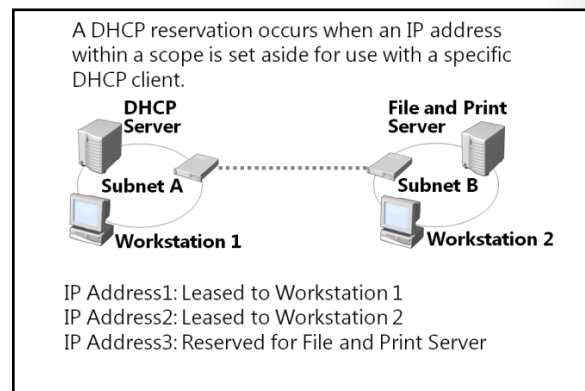 A DHCP reservation occurs when an IP address
within a scope is set aside for use with a specific
DHCP client.
DHCP
Server
File and Print
Server
Subnet A
Subnet B
Workstation 1
Workstation 2
IP Address1: Leased to Workstation 1
IP Address2: Leased to Workstation 2
IP Address3: Reserved for File and Print Server